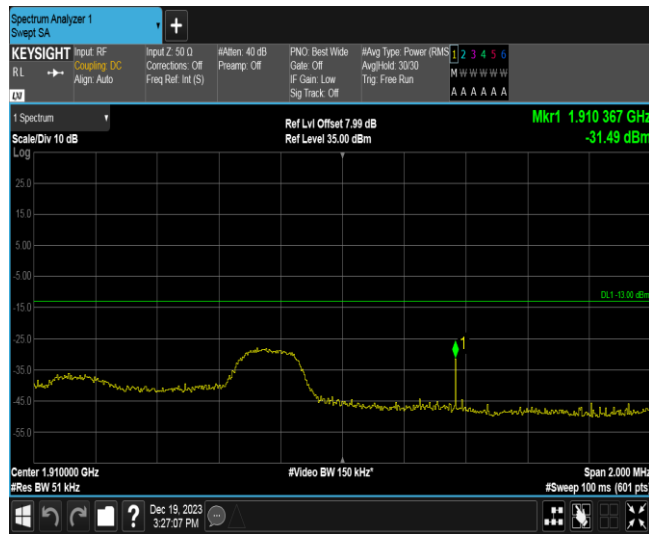 Spectrum Analyzer 1
Swept SA
+
KEYSIGHT Input: RF Input Z: 50 Ω #Atten: 40 dB PNO: Best Wide #Avg Type: Power (RMS 1 2 3 4 5 6
RL Coupling: DC Corrections: Off Preamp: Off Gate: Off Avg|Hold: 30/30 M W W W W W
Align: Auto Freq Ref: Int (S) IF Gain: Low Trig: Free Run
LXI Sig Track: Off A A A A A A
1 Spectrum Ref Lvl Offset 7.99 dB Mkr1 1.910 367 GHz
Scale/Div 10 dB Ref Level 35.00 dBm -31.49 dBm
Log
25.0
15.0
5.00
-5.00
DL1 -13.00 dBm
-15.0
-25.0
1
-35.0
-45.0
-55.0
Center 1.910000 GHz #Video BW 150 kHz* Span 2.000 MHz
#Res BW 51 kHz #Sweep 100 ms (601 pts)
? Dec 19, 2023
3:27:07 PM